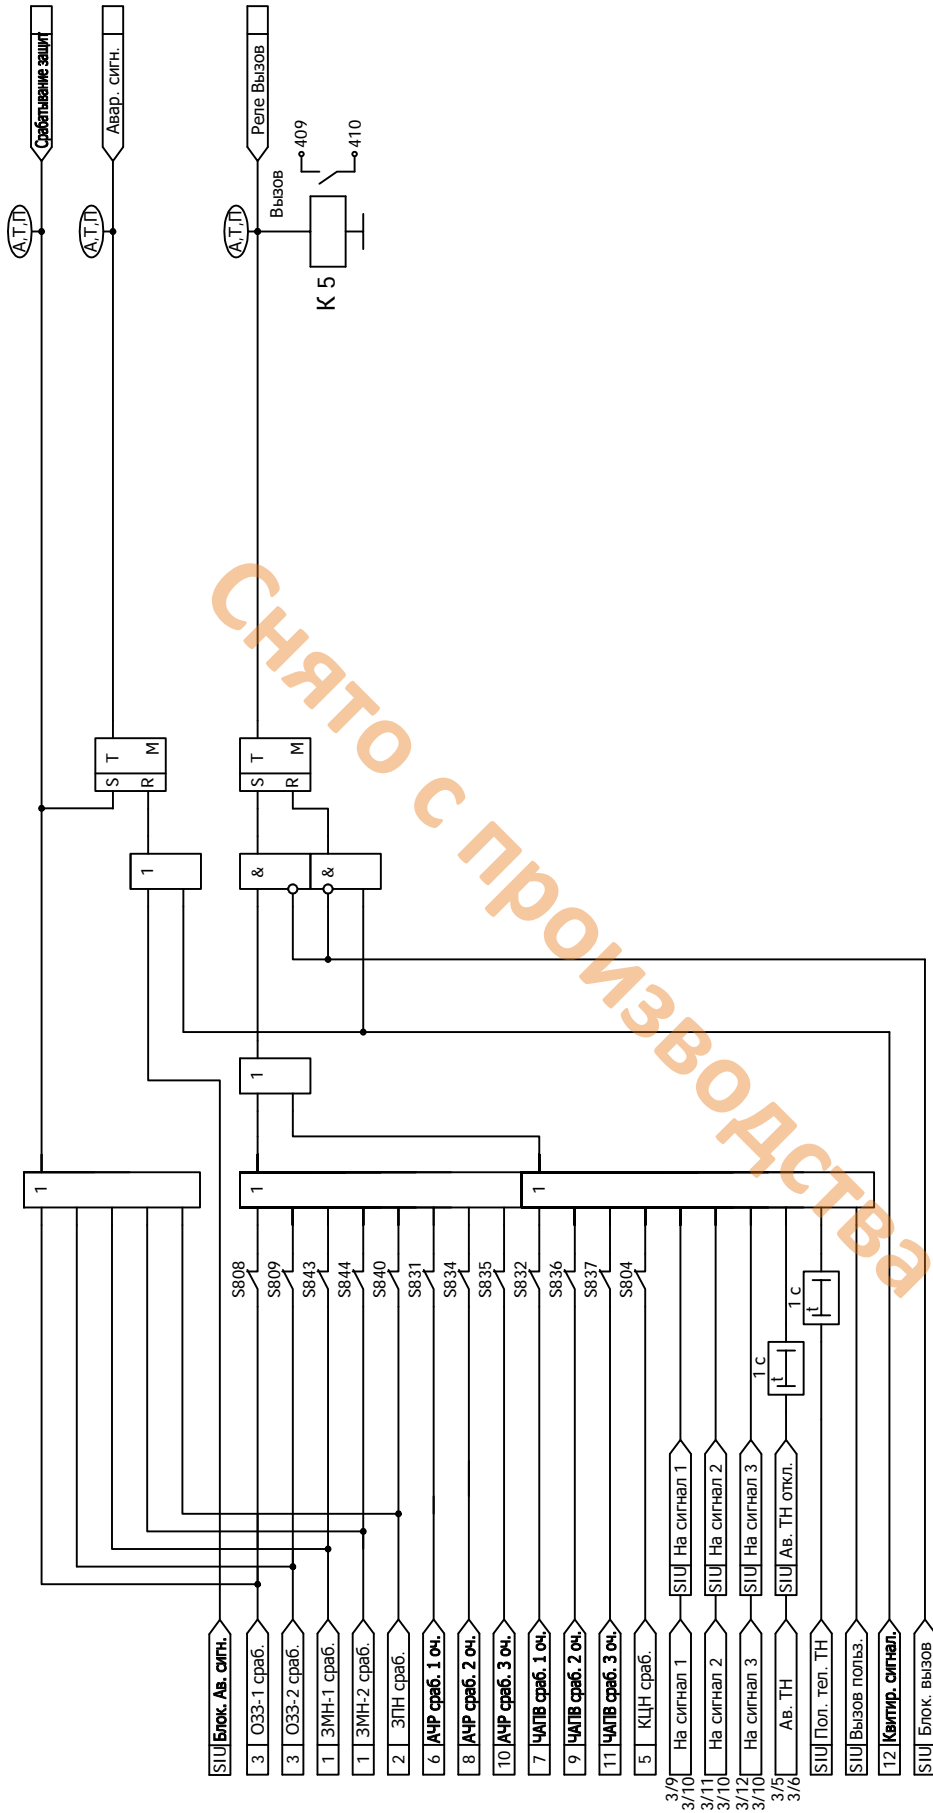 Срабатывание защит
Авар. сигн.
Реле Вызов
А,Т,П
А,Т,П
А,Т,П
Вызов
409
410
К 5
S T
R M
S T
R M
1
&
&
1
1
1
1
S808
S809
S843
S844
S840
S831
S834
S835
S832
S836
S837
S804
1 с
t
1 с
t
SIU Блок. Ав. сигн.
3 ОЗЗ-1 сраб.
3 ОЗЗ-2 сраб.
1 ЗМН-1 сраб.
1 ЗМН-2 сраб.
2 ЗПН сраб.
6 АЧР сраб. 1 оч.
8 АЧР сраб. 2 оч.
10 АЧР сраб. 3 оч.
7 ЧАПВ сраб. 1 оч.
9 ЧАПВ сраб. 2 оч.
11 ЧАПВ сраб. 3 оч.
5 КЦН сраб.
3/9
3/10
На сигнал 1
SIU На сигнал 1
3/11
3/10
На сигнал 2
SIU На сигнал 2
3/12
3/10
На сигнал 3
SIU На сигнал 3
3/5
3/6
Ав. ТН
SIU Ав. ТН откл.
SIU Пол. тел. ТН
SIU Вызов польз.
12 Квитир. сигнал.
SIU Блок. вызов
Снято с производства